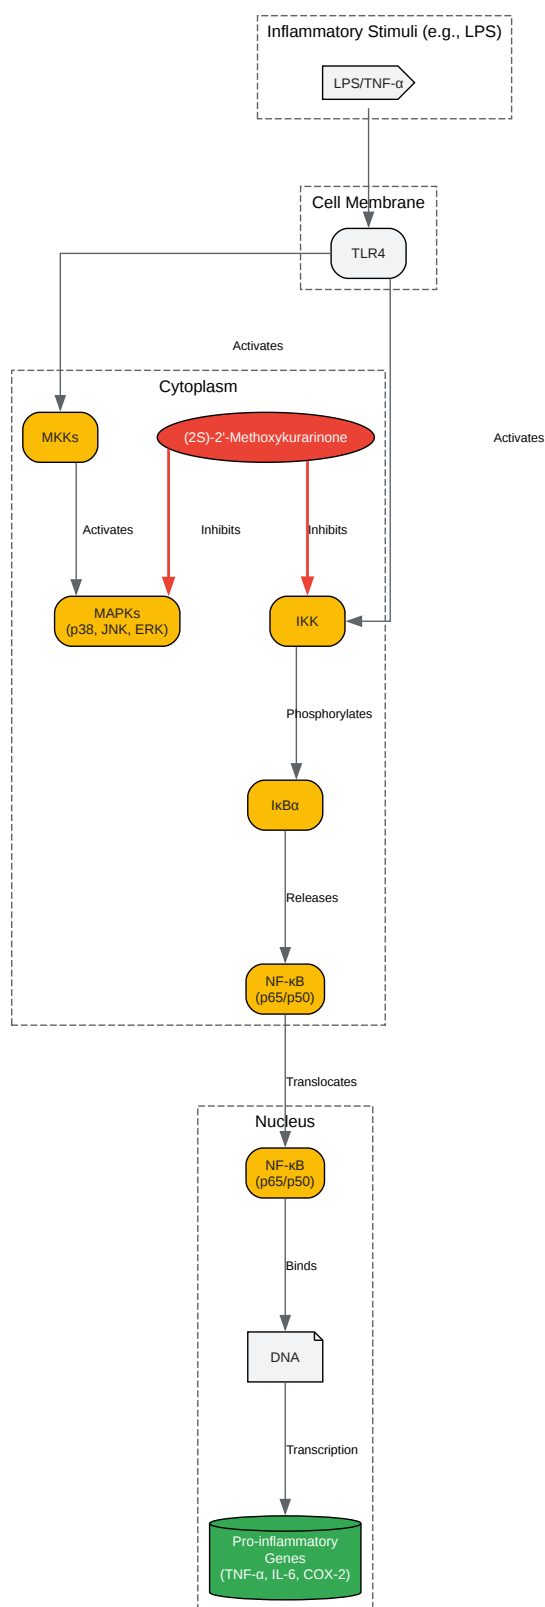 Inflammatory Stimuli (e.g., LPS)
LPS/TNF-α
Cell Membrane
TLR4
Activates
Cytoplasm
Activates
MKKs
(2S)-2'-Methoxykurarinone
Activates
Inhibits
Inhibits
MAPKs
(p38, JNK, ERK)
IKK
Phosphorylates
IκBα
Releases
NF-κB
(p65/p50)
Translocates
Nucleus
NF-κB
(p65/p50)
Binds
DNA
Transcription
Pro-inflammatory
Genes
(TNF-α, IL-6, COX-2)